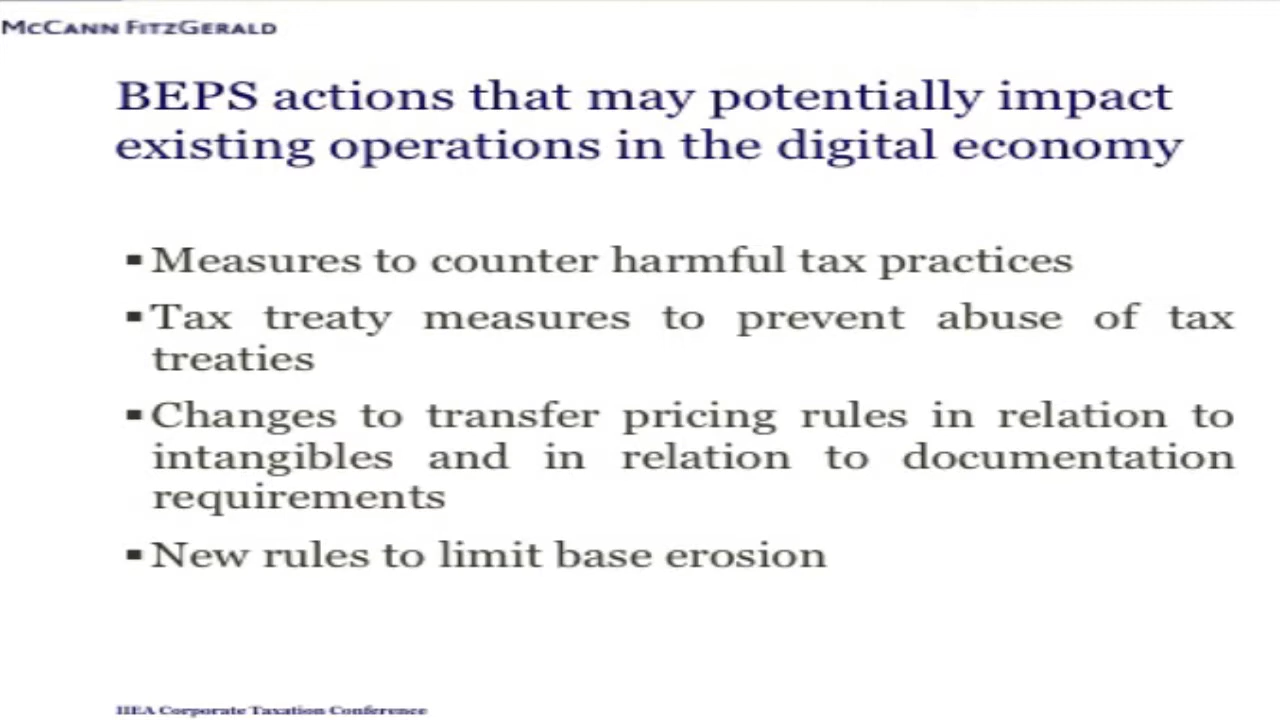 McCann FitzGerald
BEPS actions that may potentially impact
existing operations in the digital economy
▪ Measures to counter harmful tax practices
▪ Tax treaty measures to prevent abuse of tax
treaties
▪ Changes to transfer pricing rules in relation to
intangibles and in relation to documentation
requirements
▪ New rules to limit base erosion
IIEA Corporate Taxation Conference